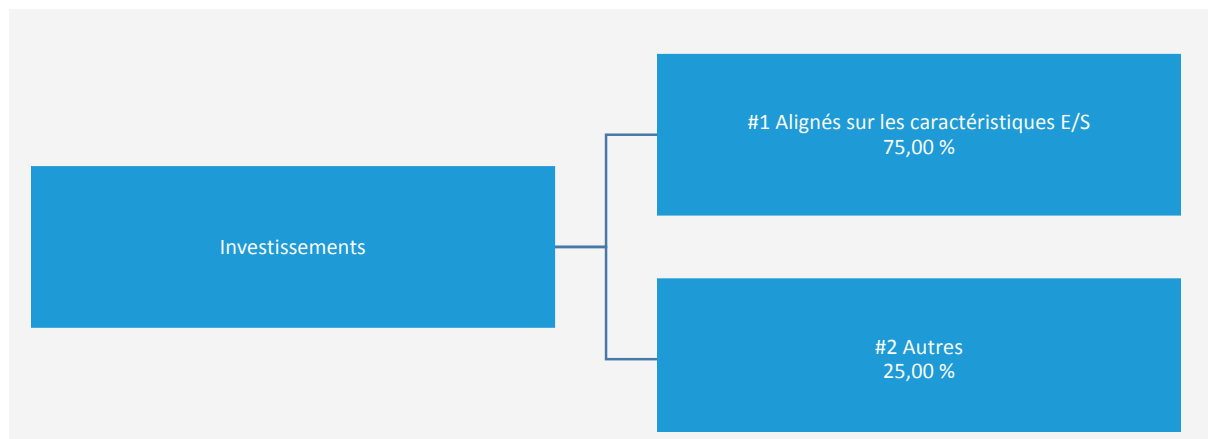 #1 Alignés sur les caractéristiques E/S
75,00 %
Investissements
#2 Autres
25,00 %